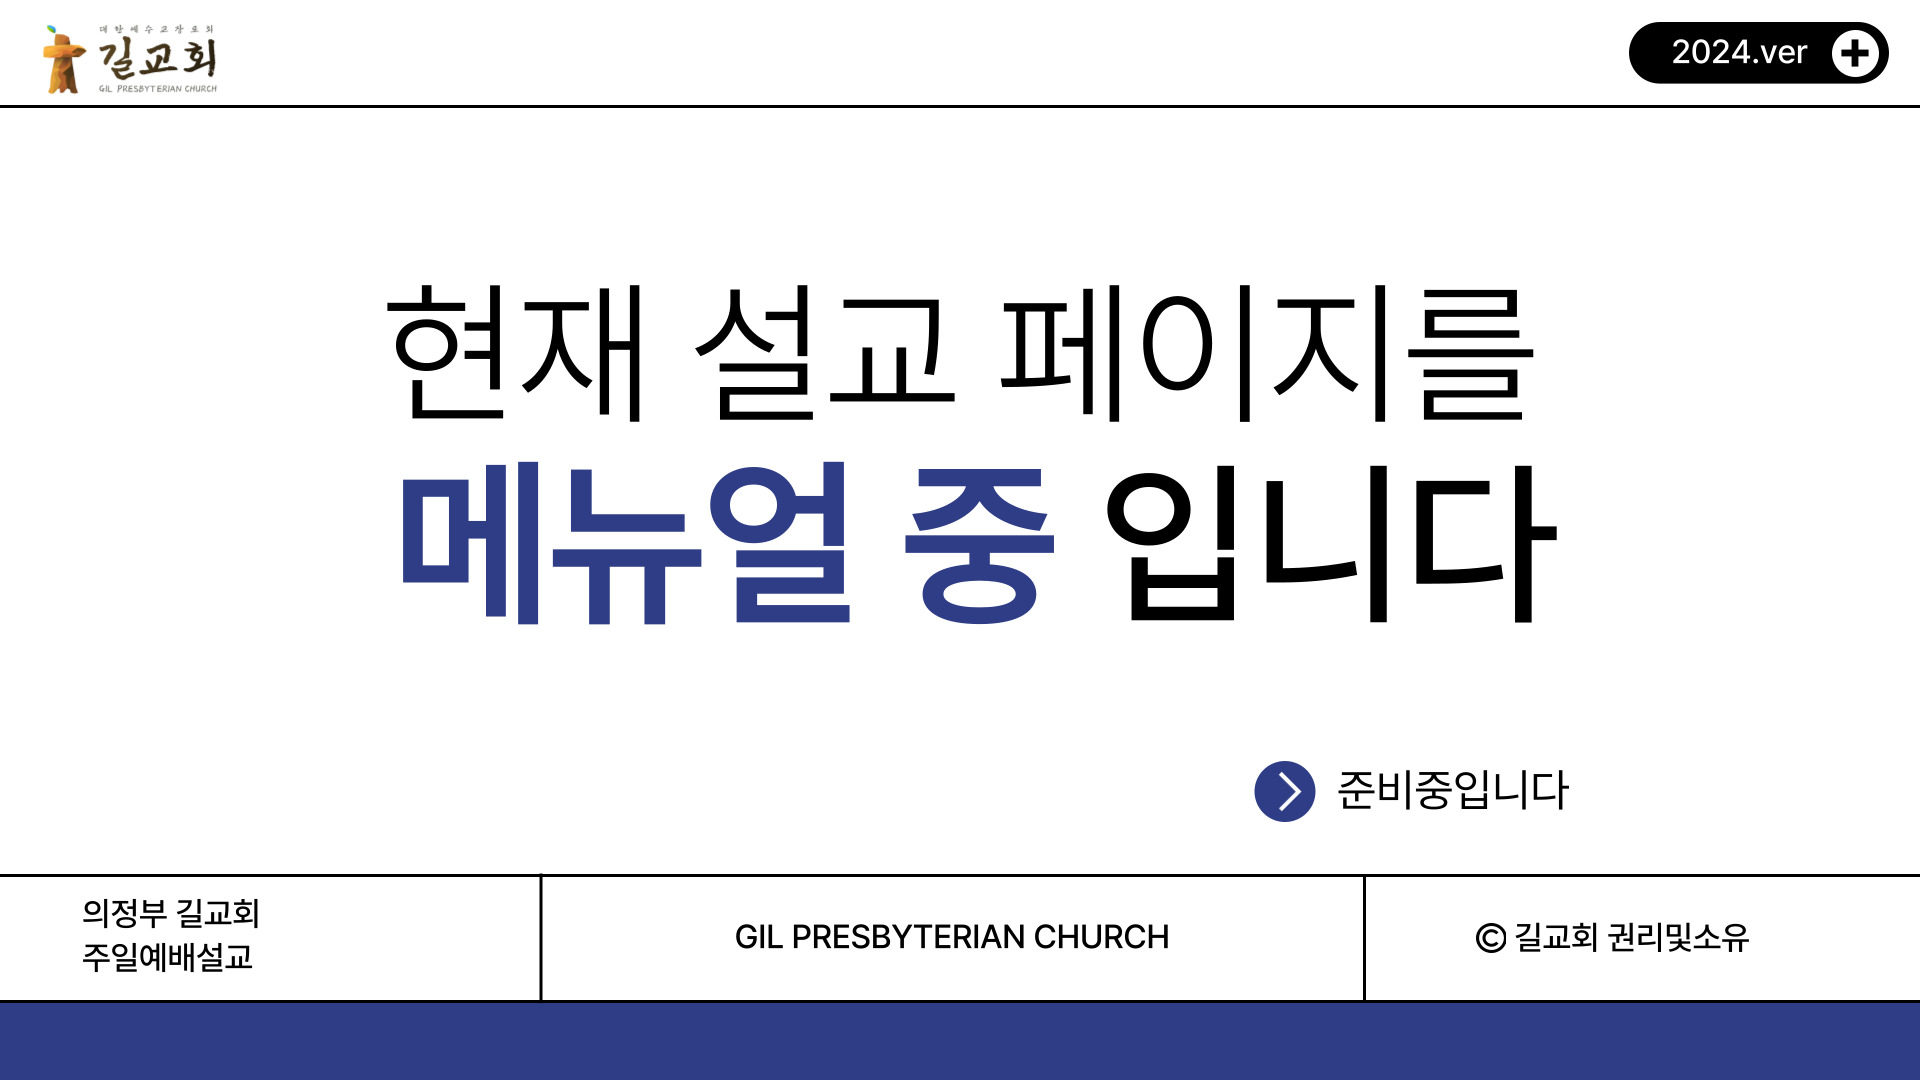 대한예수교장로회
길교회
GIL PRESBYTERIAN CHURCH
2024.ver
현재 설교 페이지를
메뉴얼 중 입니다
준비중입니다
의정부 길교회
주일예배설교
GIL PRESBYTERIAN CHURCH
© 길교회 권리및소유